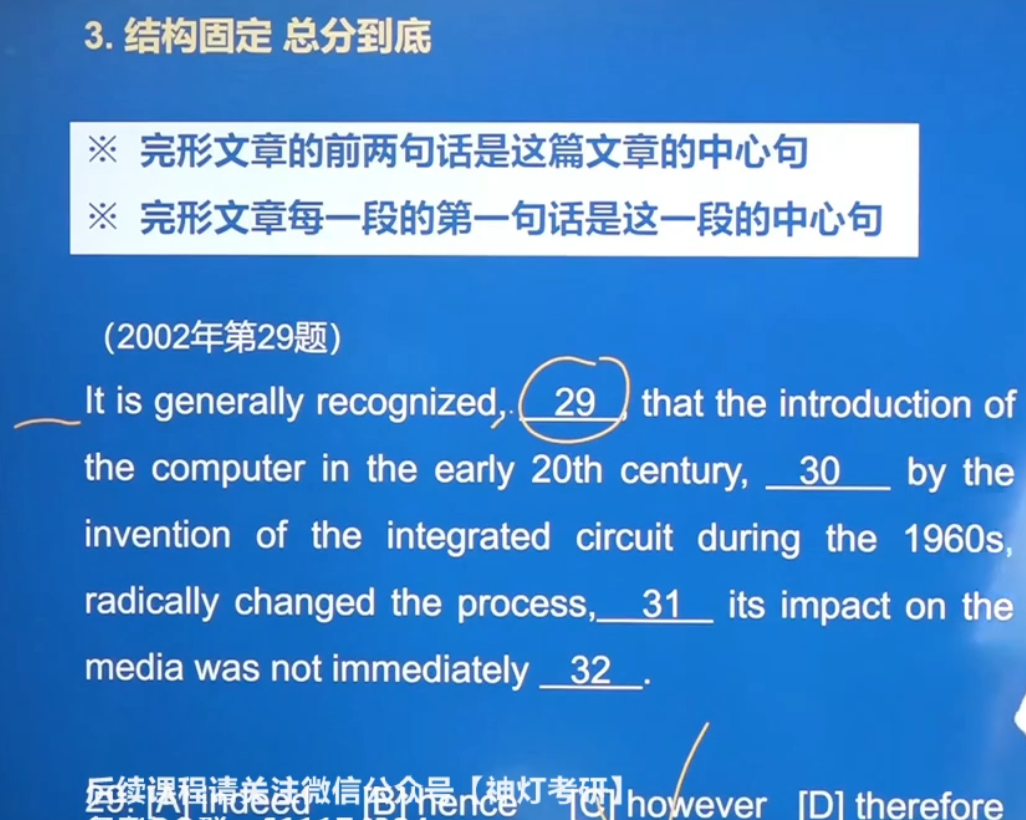 3. 结构固定 总分到底
※ 完形文章的前两句话是这篇文章的中心句
※ 完形文章每一段的第一句话是这一段的中心句
(2002年第29题)
It is generally recognized, 29 , that the introduction of
the computer in the early 20th century, 30 by the
invention of the integrated circuit during the 1960s,
radically changed the process, 31 its impact on the
media was not immediately 32 .
后续课程请关注微信公众号【神灯考研】
29. [A] indeed [B] hence [C] however [D] therefore